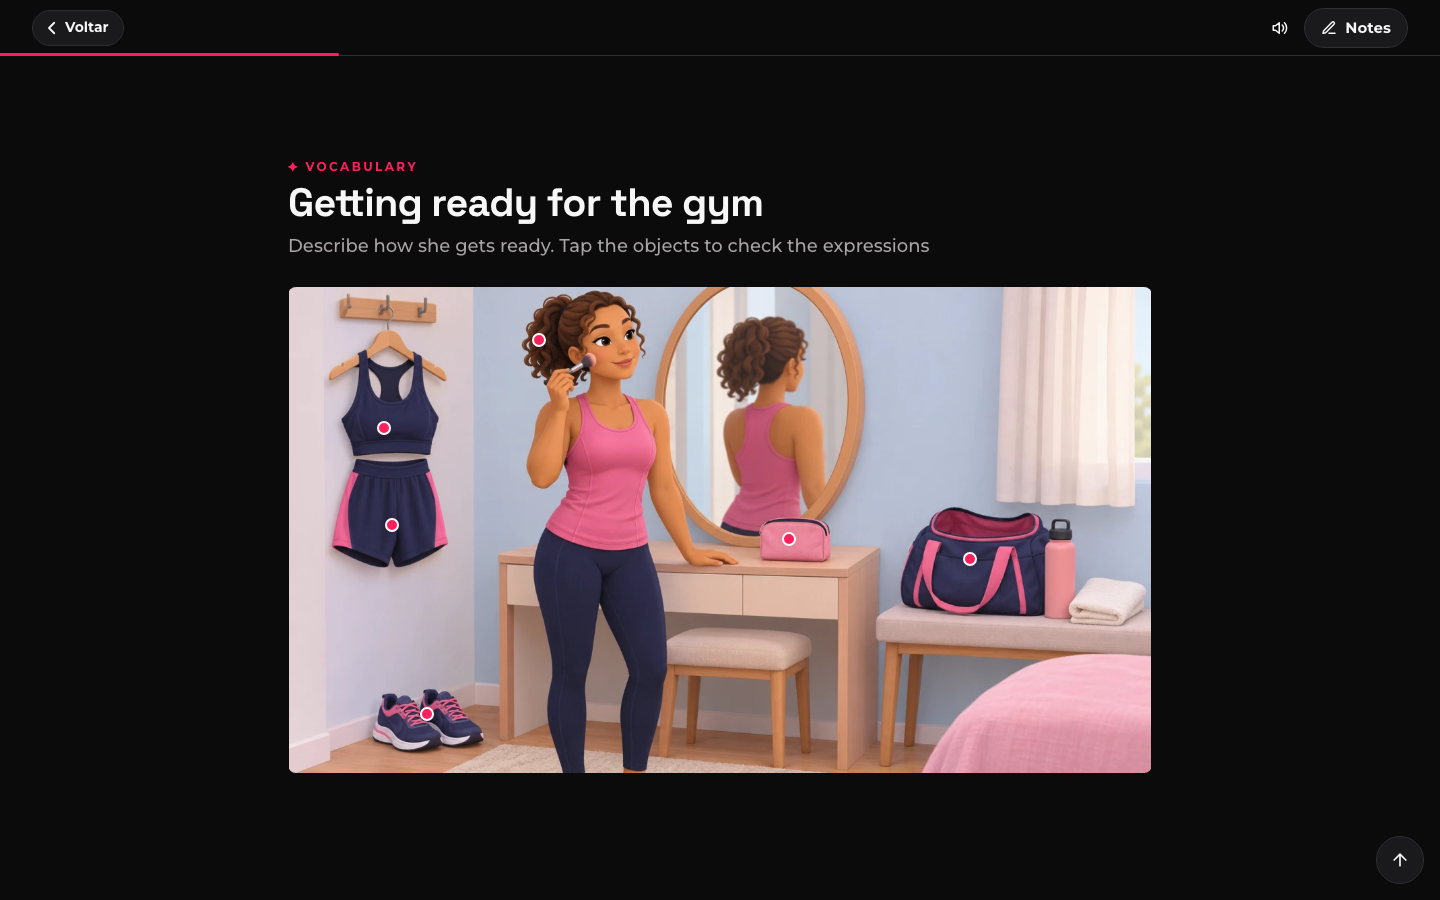 Voltar
Notes
VOCABULARY
Getting ready for the gym
Describe how she gets ready. Tap the objects to check the expressions